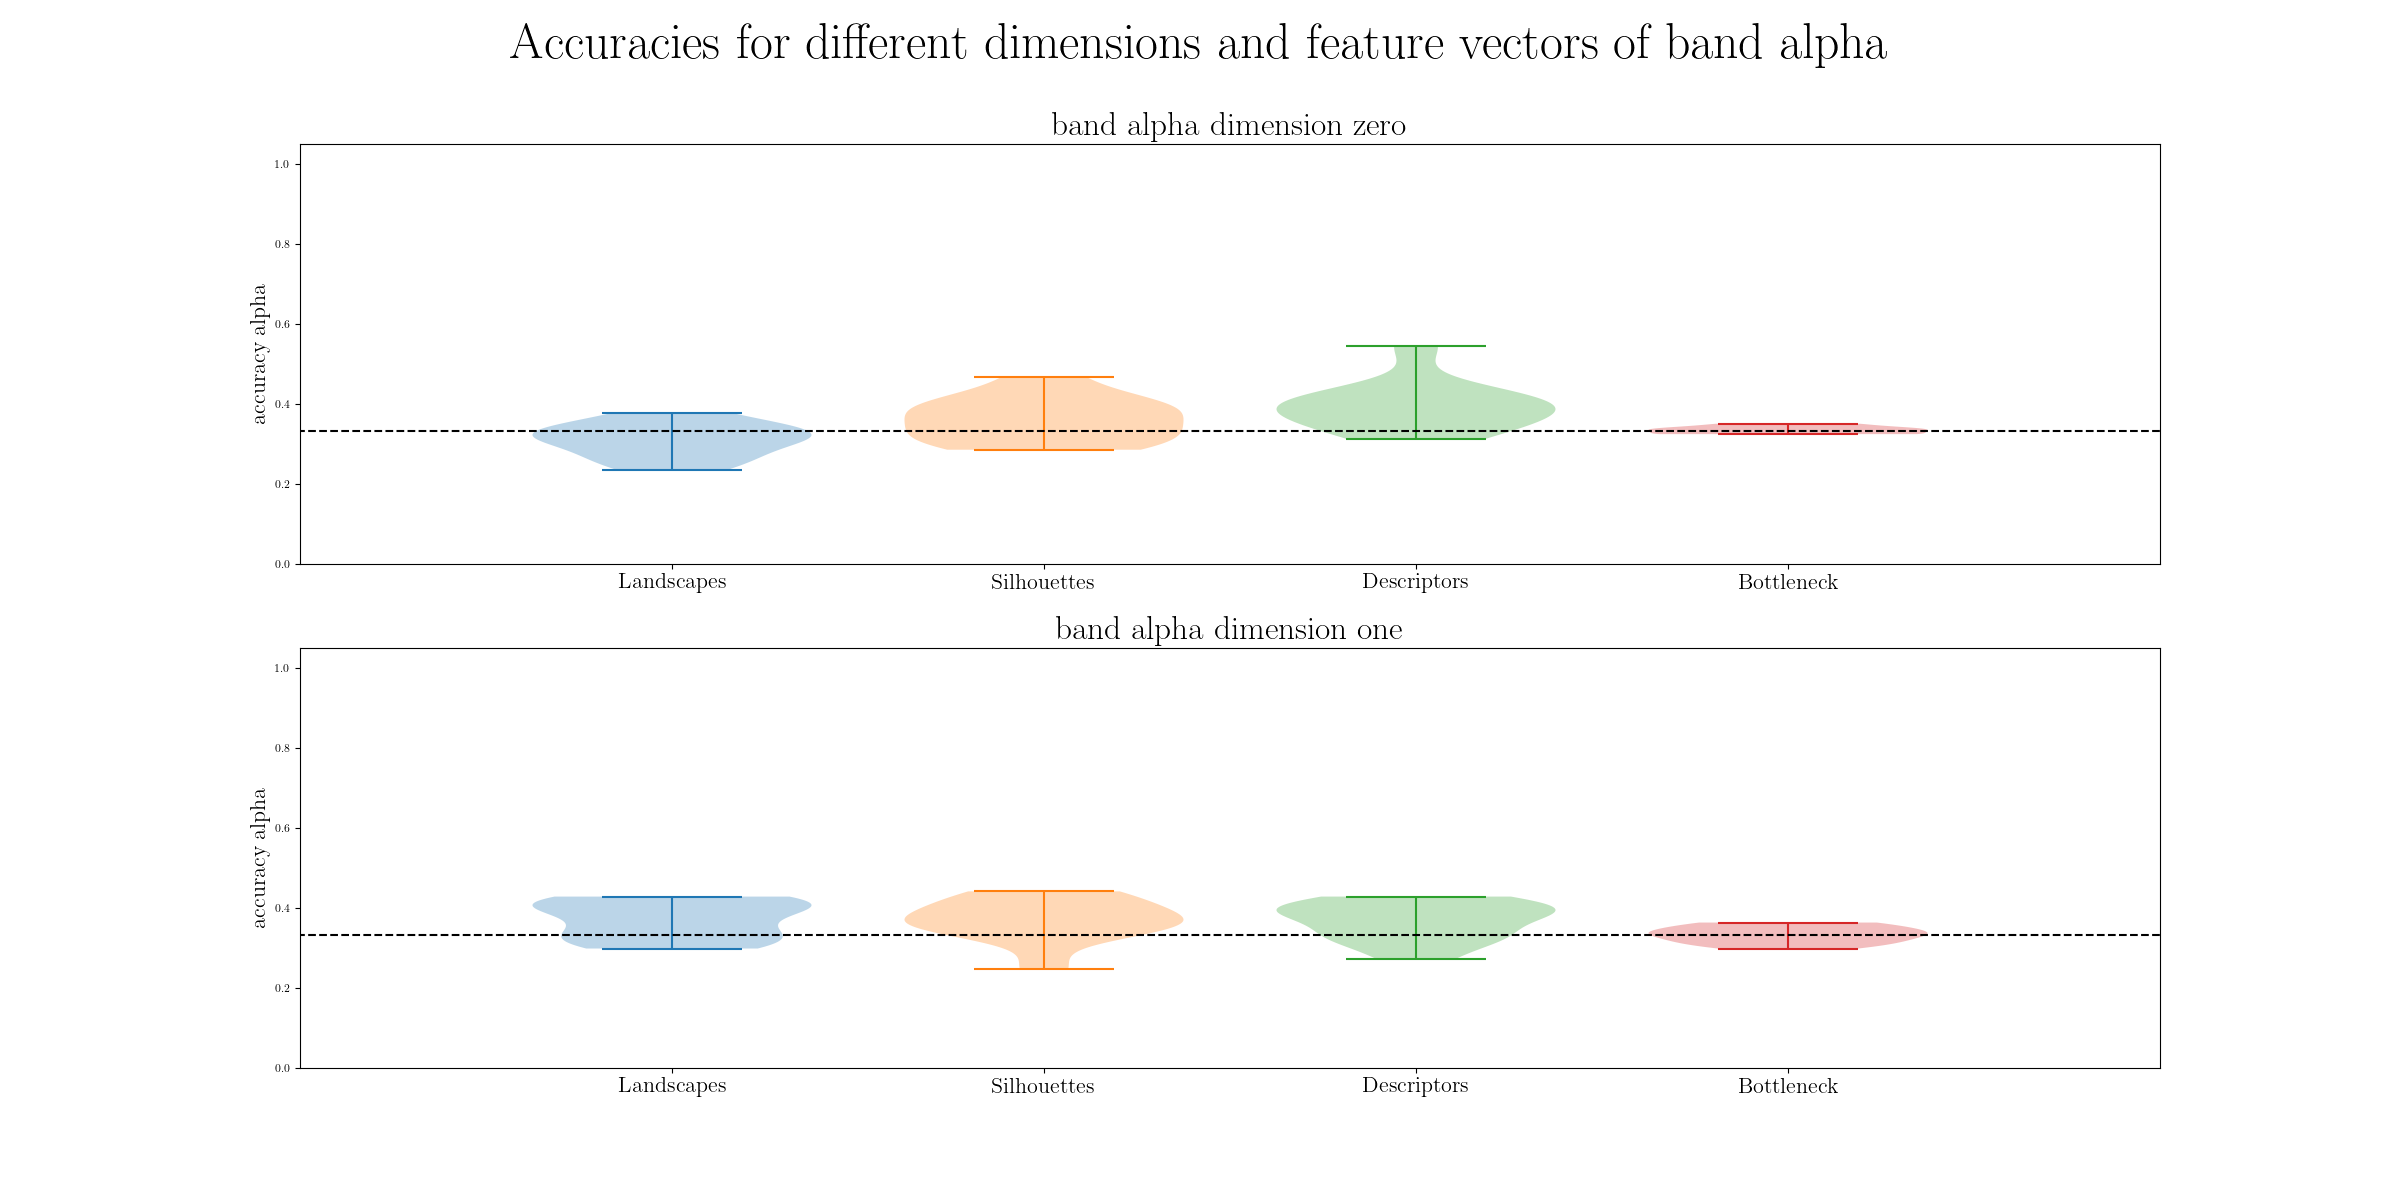 Accuracies for different dimensions and feature vectors of band alpha
band alpha dimension zero
1.0
0.8
0.6
0.4
0.2
0.0
accuracy alpha
Landscapes Silhouettes Descriptors Bottleneck
band alpha dimension one
1.0
0.8
0.6
0.4
0.2
0.0
accuracy alpha
Landscapes Silhouettes Descriptors Bottleneck